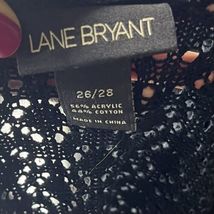 LANE BRYANT
26/28
56% ACRYLIC
44% COTTON
MADE IN CHINA